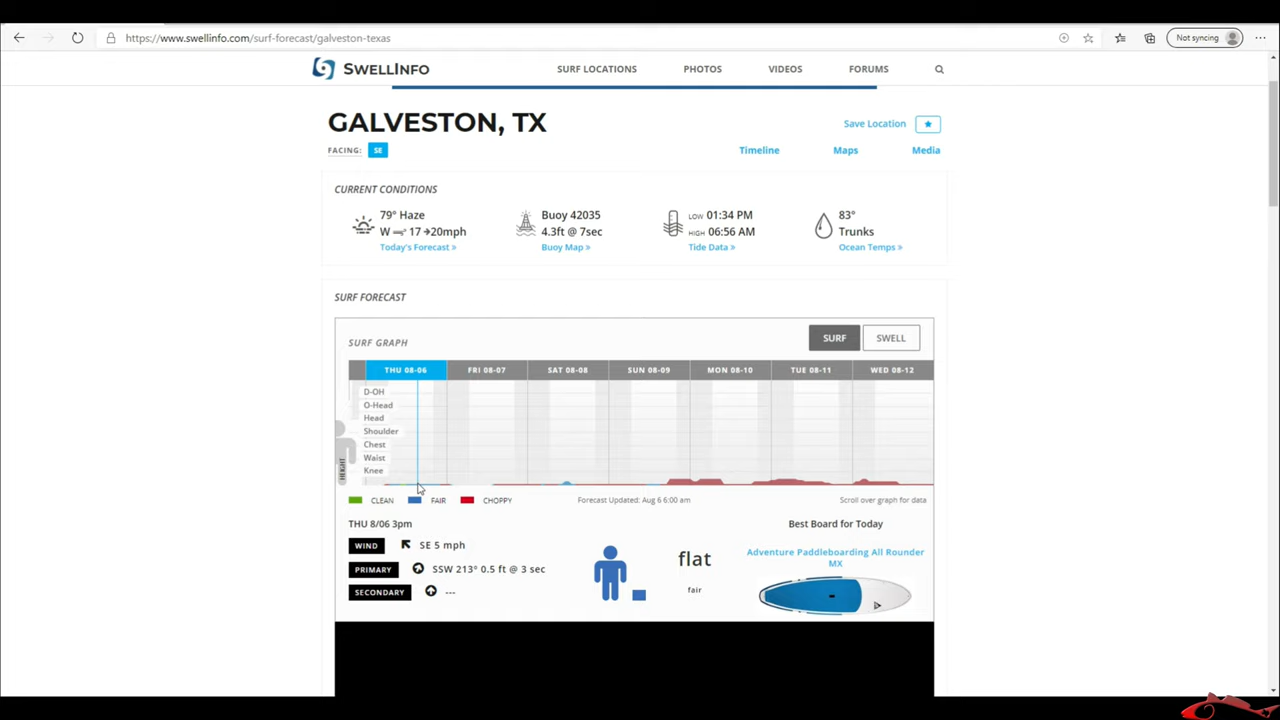 https://www.swellinfo.com/surf-forecast/galveston-texas
Not syncing
SWELLINFO
SURF LOCATIONS
PHOTOS
VIDEOS
FORUMS
GALVESTON, TX
Save Location
FACING:
SE
Timeline
Maps
Media
CURRENT CONDITIONS
79° Haze
W 17 →20mph
Today's Forecast »
Buoy 42035
4.3ft @ 7sec
Buoy Map »
LOW 01:34 PM
HIGH 06:56 AM
Tide Data »
83°
Trunks
Ocean Temps »
SURF FORECAST
SURF GRAPH
SURF
SWELL
THU 08-06
FRI 08-07
SAT 08-08
SUN 08-09
MON 08-10
TUE 08-11
WED 08-12
D-OH
O-Head
Head
Shoulder
Chest
Waist
Knee
HEIGHT
CLEAN
FAIR
CHOPPY
Forecast Updated: Aug 6 6:00 am
Scroll over graph for data
THU 8/06 3pm
Best Board for Today
WIND
SE 5 mph
PRIMARY
SSW 213° 0.5 ft @ 3 sec
SECONDARY
---
flat
fair
Adventure Paddleboarding All Rounder
MX